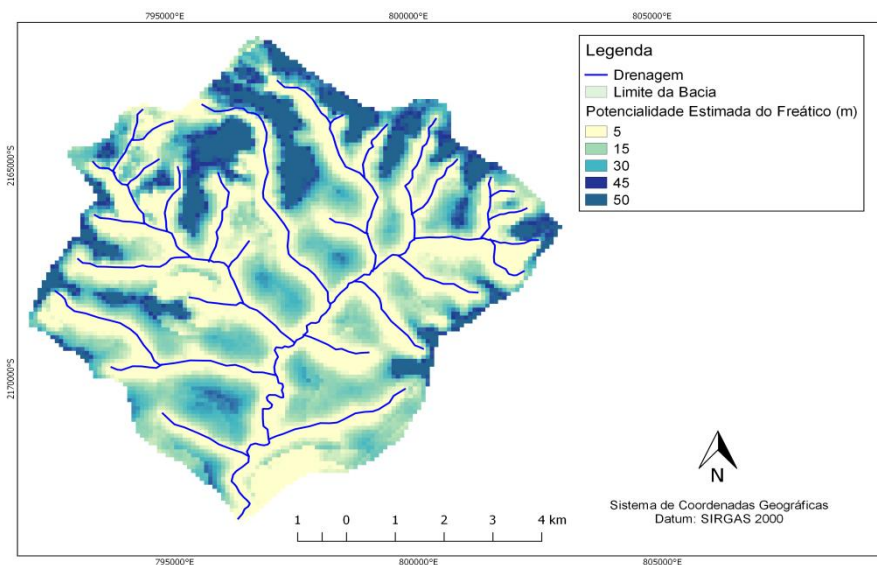 795000°E 800000°E 805000°E
Legenda
Drenagem
Limite da Bacia
Potencialidade Estimada do Freático (m)
5
15
30
45
50
2165000°S
2170000°S
N
Sistema de Coordenadas Geográficas
Datum: SIRGAS 2000
1 0 1 2 3 4 km
795000°E 800000°E 805000°E